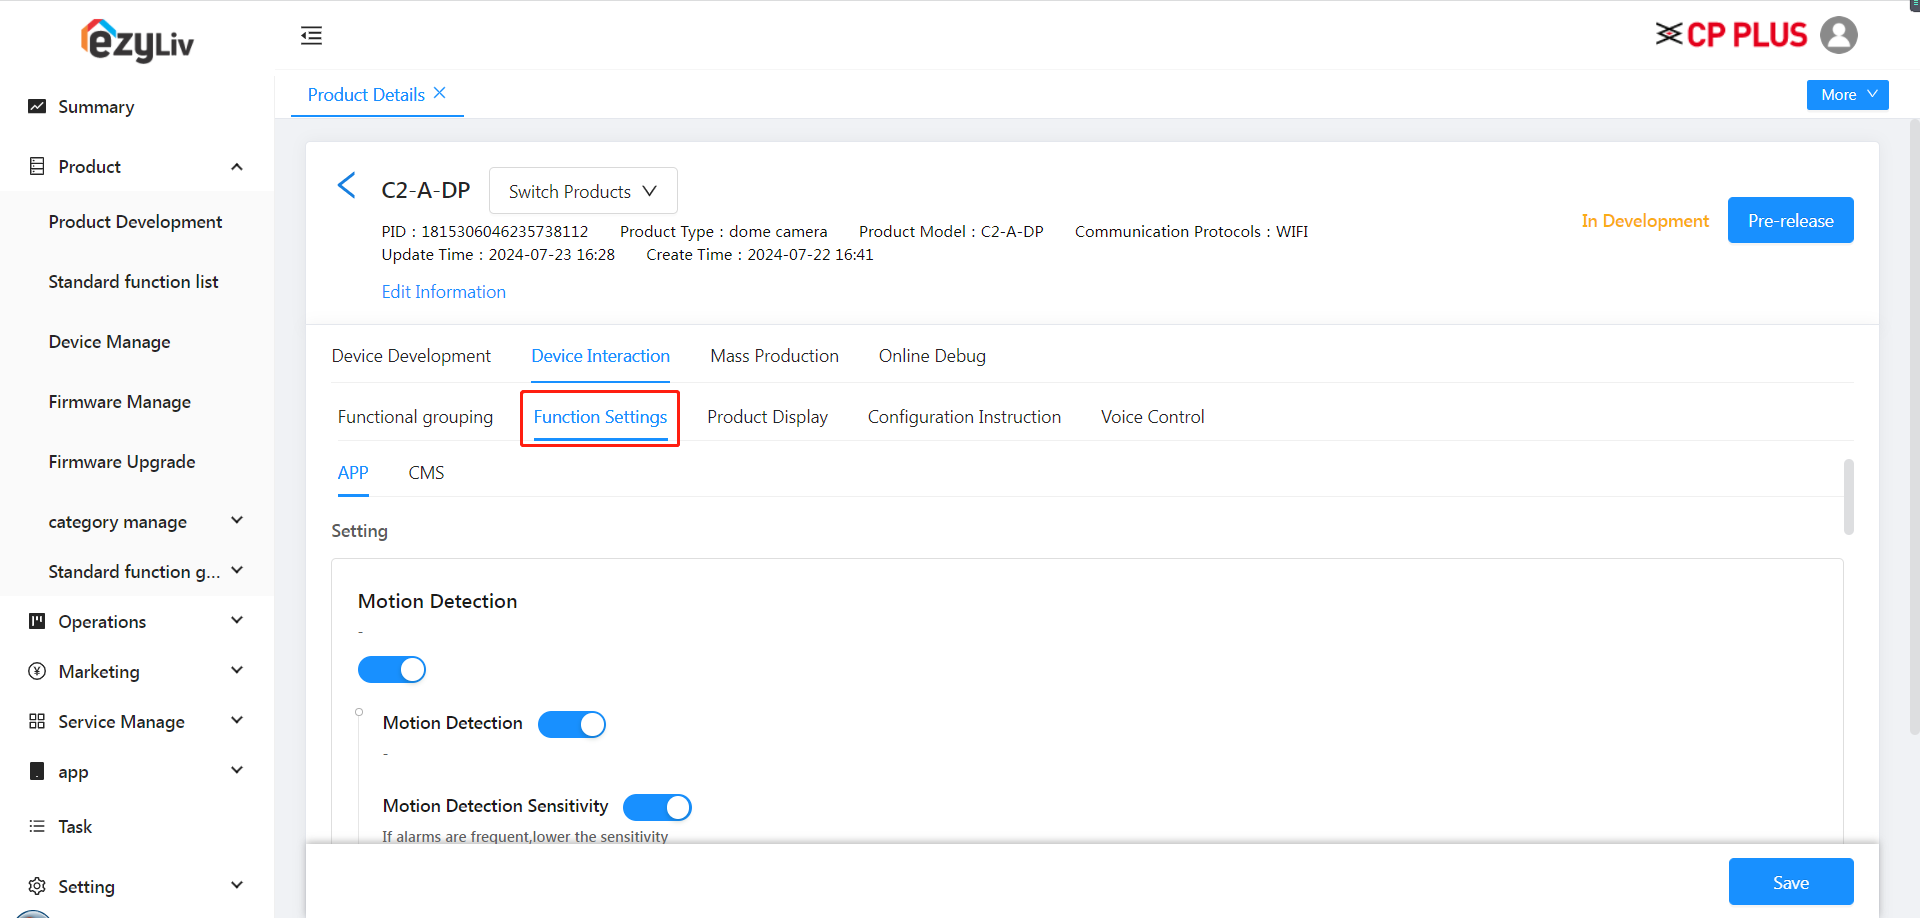 ezyLiv
CP PLUS
Summary
Product
Product Development
Standard function list
Device Manage
Firmware Manage
Firmware Upgrade
category manage
Standard function g...
Operations
Marketing
Service Manage
app
Task
Setting
Product Details
More
C2-A-DP
Switch Products
PID : 1815306046235738112 Product Type : dome camera Product Model : C2-A-DP Communication Protocols : WIFI
Update Time : 2024-07-23 16:28 Create Time : 2024-07-22 16:41
Edit Information
In Development
Pre-release
Device Development Device Interaction Mass Production Online Debug
Functional grouping Function Settings Product Display Configuration Instruction Voice Control
APP CMS
Setting
Motion Detection
-
Motion Detection
-
Motion Detection Sensitivity
If alarms are frequent,lower the sensitivity
Save